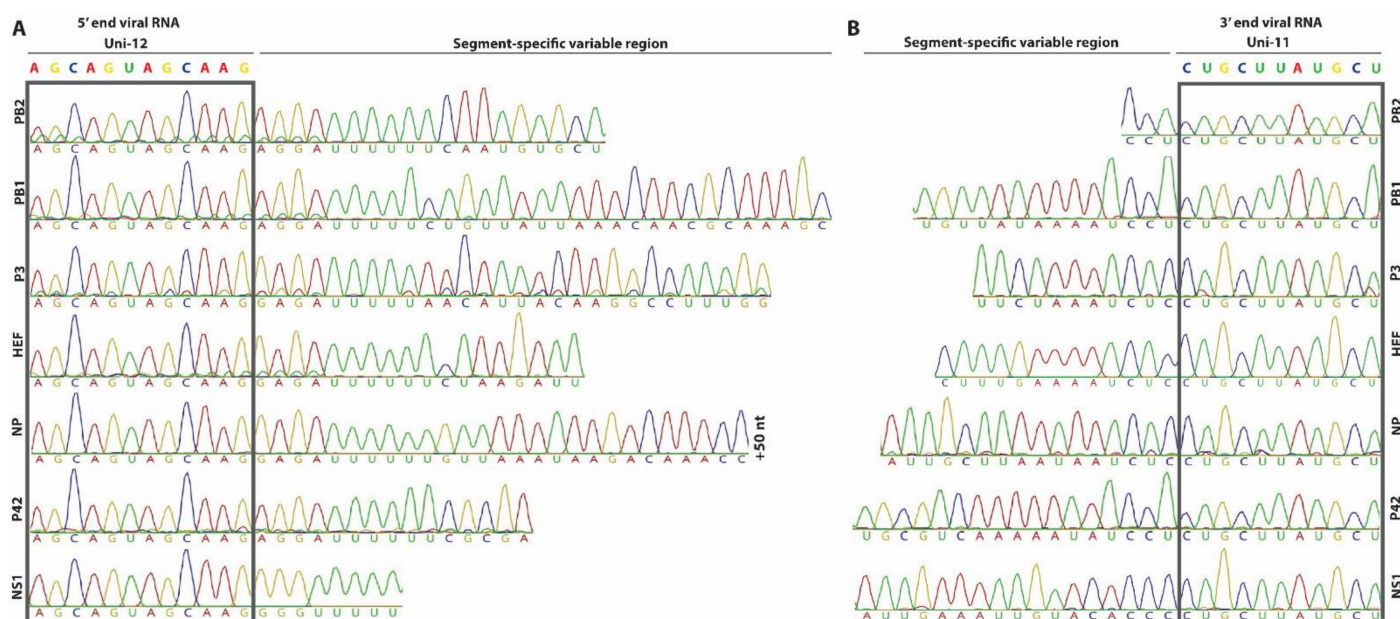 A
5' end viral RNA
Uni-12
Segment-specific variable region
A G C A G U A G C A A G
PB2
A G C A G U A G C A A G A G G A U U U U U U C A A U G U G C U
PB1
A G C A G U A G C A A G A G G A U U U U U C U G U U A U U A A A C A A C G C A A A G C
P3
A G C A G U A G C A A G G A G A U U U U U A A C A U U A C A A G G C C U U U G G
HEF
A G C A G U A G C A A G G A G A U U U U U U C U A A G A U U
NP
A G C A G U A G C A A G G A G A U U U U U U G U U A A A U A A G A C A A A C C
+50 nt
P42
A G C A G U A G C A A G A G G A U U U U U U C G C G A
NS1
A G C A G U A G C A A G G G G U U U U U
B
Segment-specific variable region
3' end viral RNA
Uni-11
C U G C U U A U G C U
C C U C U G C U U A U G C U
PB2
U G U U A U A A A A U C C U C U G C U U A U G C U
PB1
U U C U A A A U C U C C U G C U U A U G C U
P3
C U U U G A A A A U C U C C U G C U U A U G C U
HEF
A U U G C U U A A U A A U C U C C U G C U U A U G C U
NP
U G C G U C A A A A A U A U C C U C U G C U U A U G C U
P42
A U U G A A A U U G U A C A C C C C U G C U U A U G C U
NS1